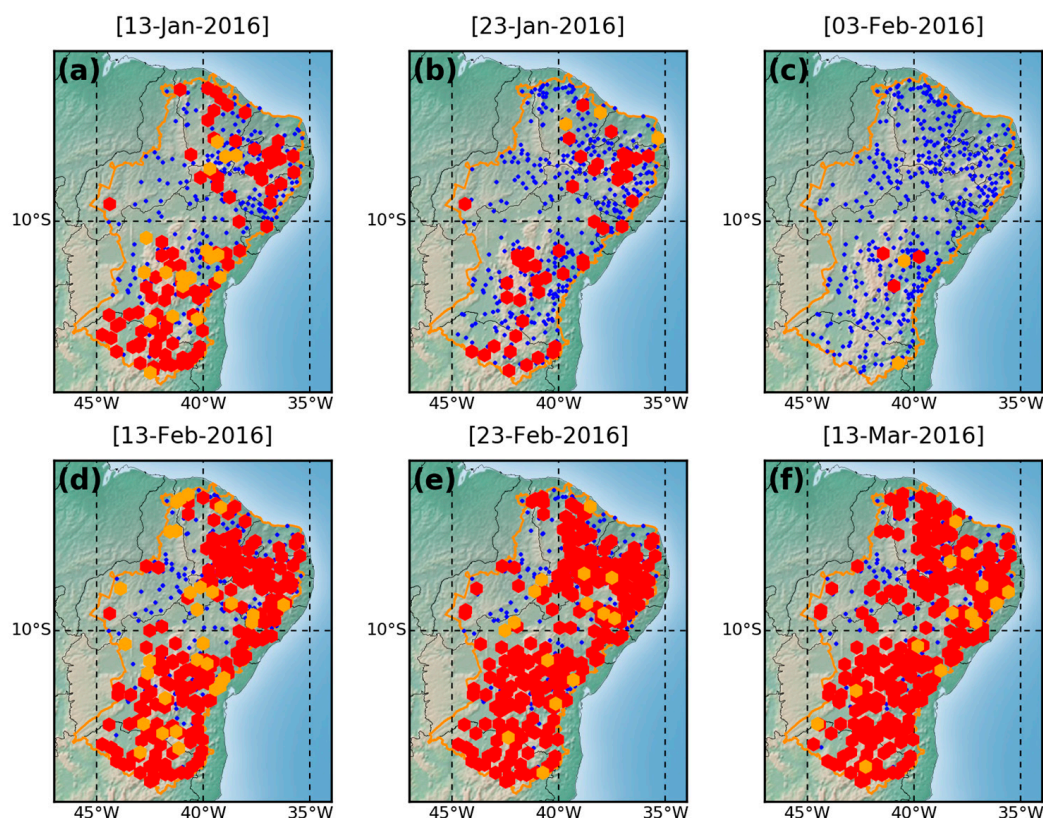 [13-Jan-2016] [23-Jan-2016] [03-Feb-2016]
(a) (b) (c)
10°S 10°S 10°S
45°W 40°W 35°W 45°W 40°W 35°W 45°W 40°W 35°W
[13-Feb-2016] [23-Feb-2016] [13-Mar-2016]
(d) (e) (f)
10°S 10°S 10°S
45°W 40°W 35°W 45°W 40°W 35°W 45°W 40°W 35°W